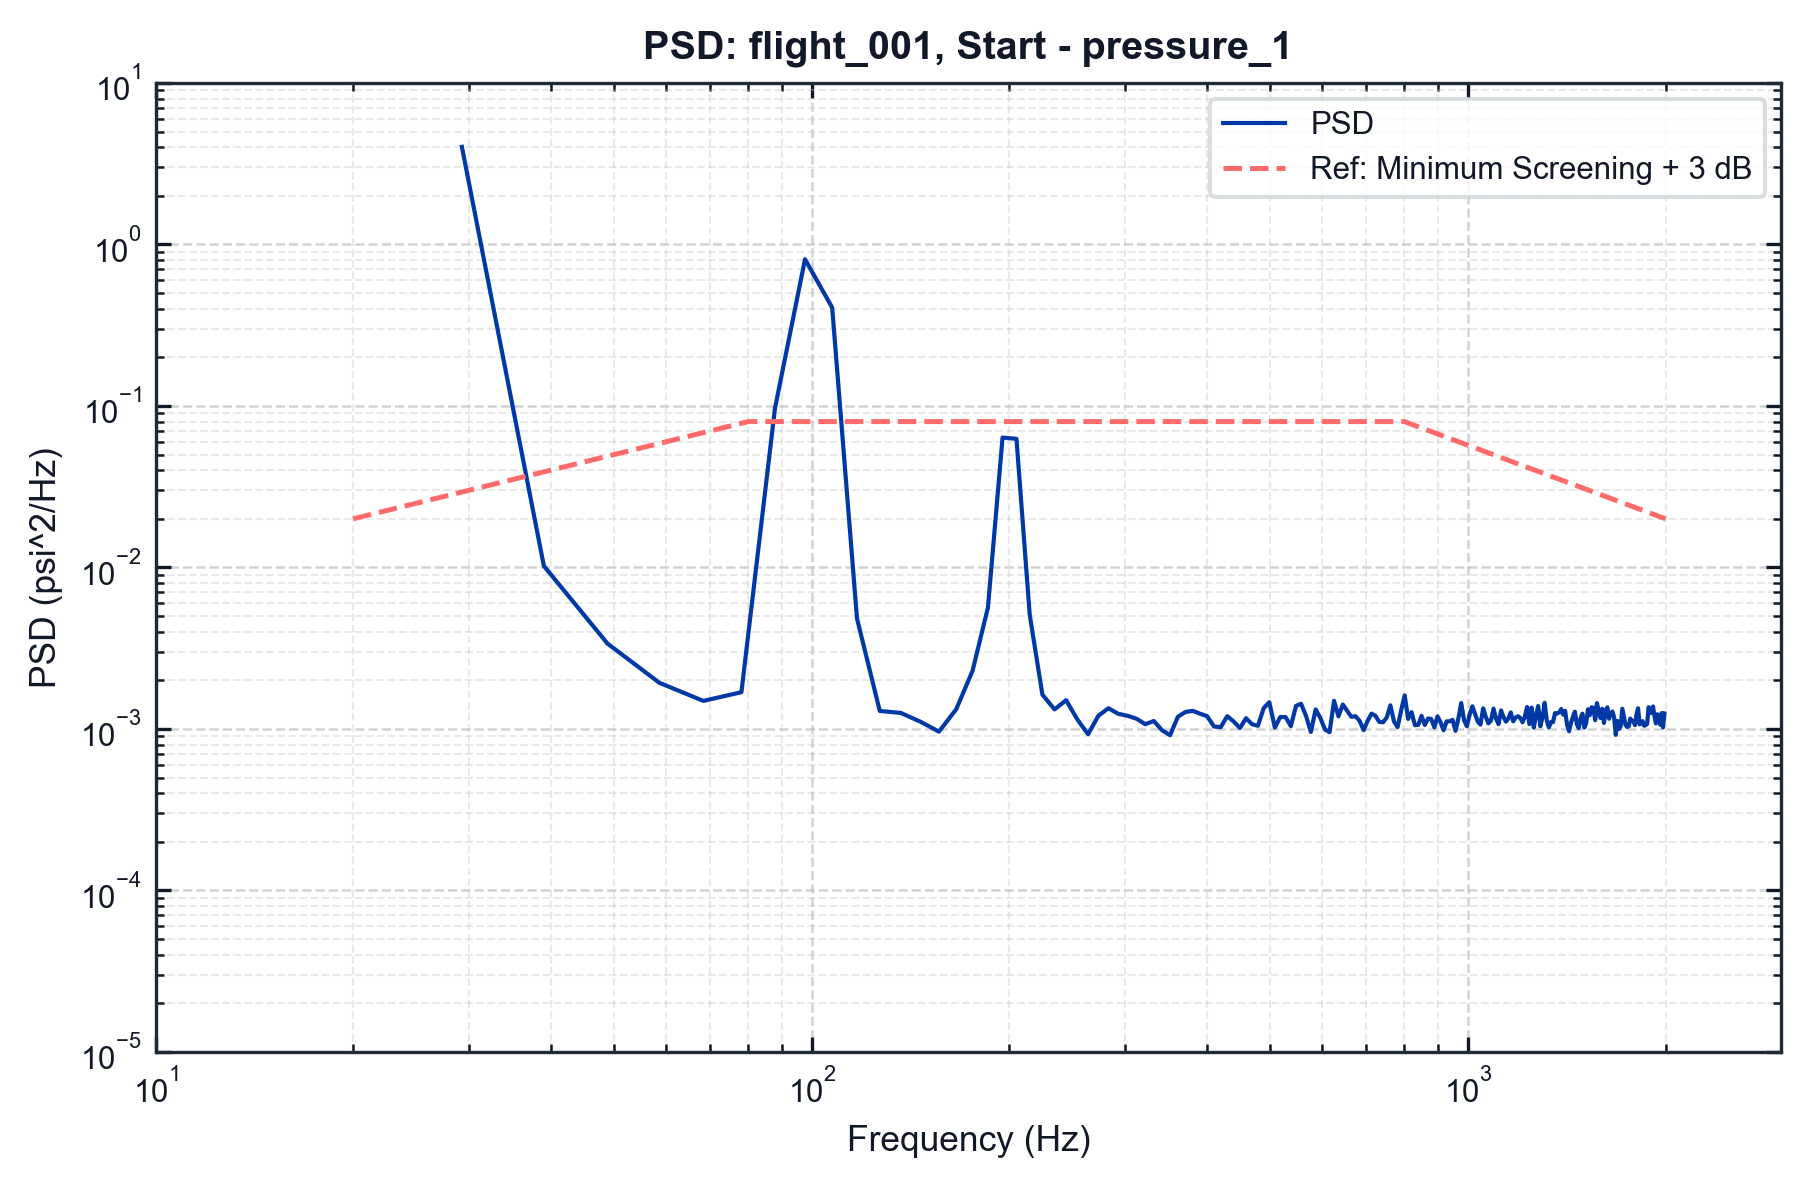 PSD: flight_001, Start - pressure_1
PSD
Ref: Minimum Screening + 3 dB
PSD (psi^2/Hz)
10^1
10^0
10^−1
10^−2
10^−3
10^−4
10^−5
10^1 10^2 10^3
Frequency (Hz)